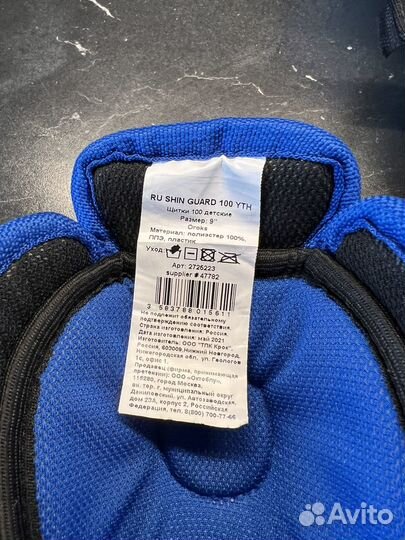 RU SHIN GUARD 100 YTH
Щитки 100 детские
Размер: 9"
Oroks
Материал: полиэстер 100%,
ППЭ, пластик
Уход:
Арт: 2725223
supplier # 47782
3 583788 015611
Не подлежит обязательному
подтверждению соответствия.
Страна изготовления: Россия
Дата изготовления: май 2021
Изготовитель: ООО "ТПК Крок",
Россия, 603009, Нижний Новгород,
Нижегородская обл., ул Геологов
1е, офис 1.
Продавец (фирма, принимающая
претензии): ООО «Октоблу»,
115280, город Москва,
вн. тер. г. муниципальный округ
Даниловский, ул. Автозаводская,
Дом 23А, корпус 2, Российская
Федерация, тел. 8(800) 700-77-66
Avito